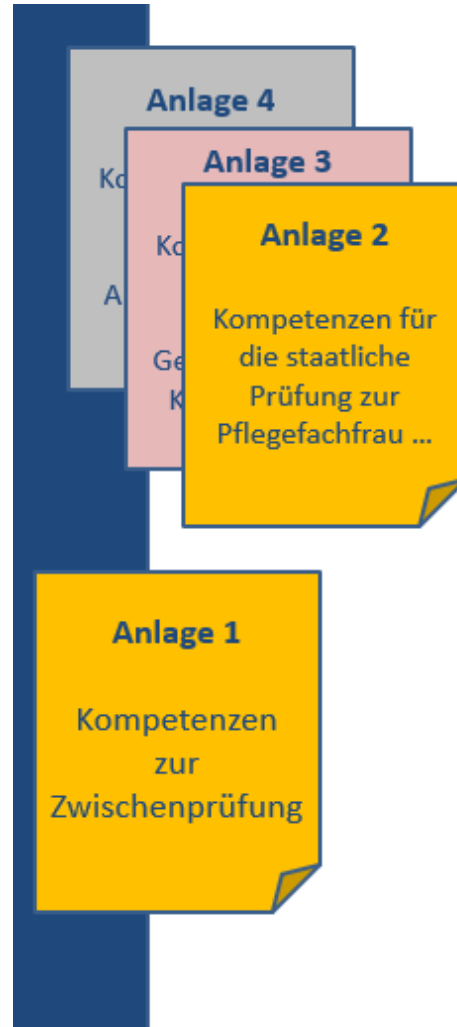 Anlage 4
Anlage 3
Anlage 2
Kompetenzen für
die staatliche
Prüfung zur
Pflegefachfrau ...
Anlage 1
Kompetenzen
zur
Zwischenprüfung